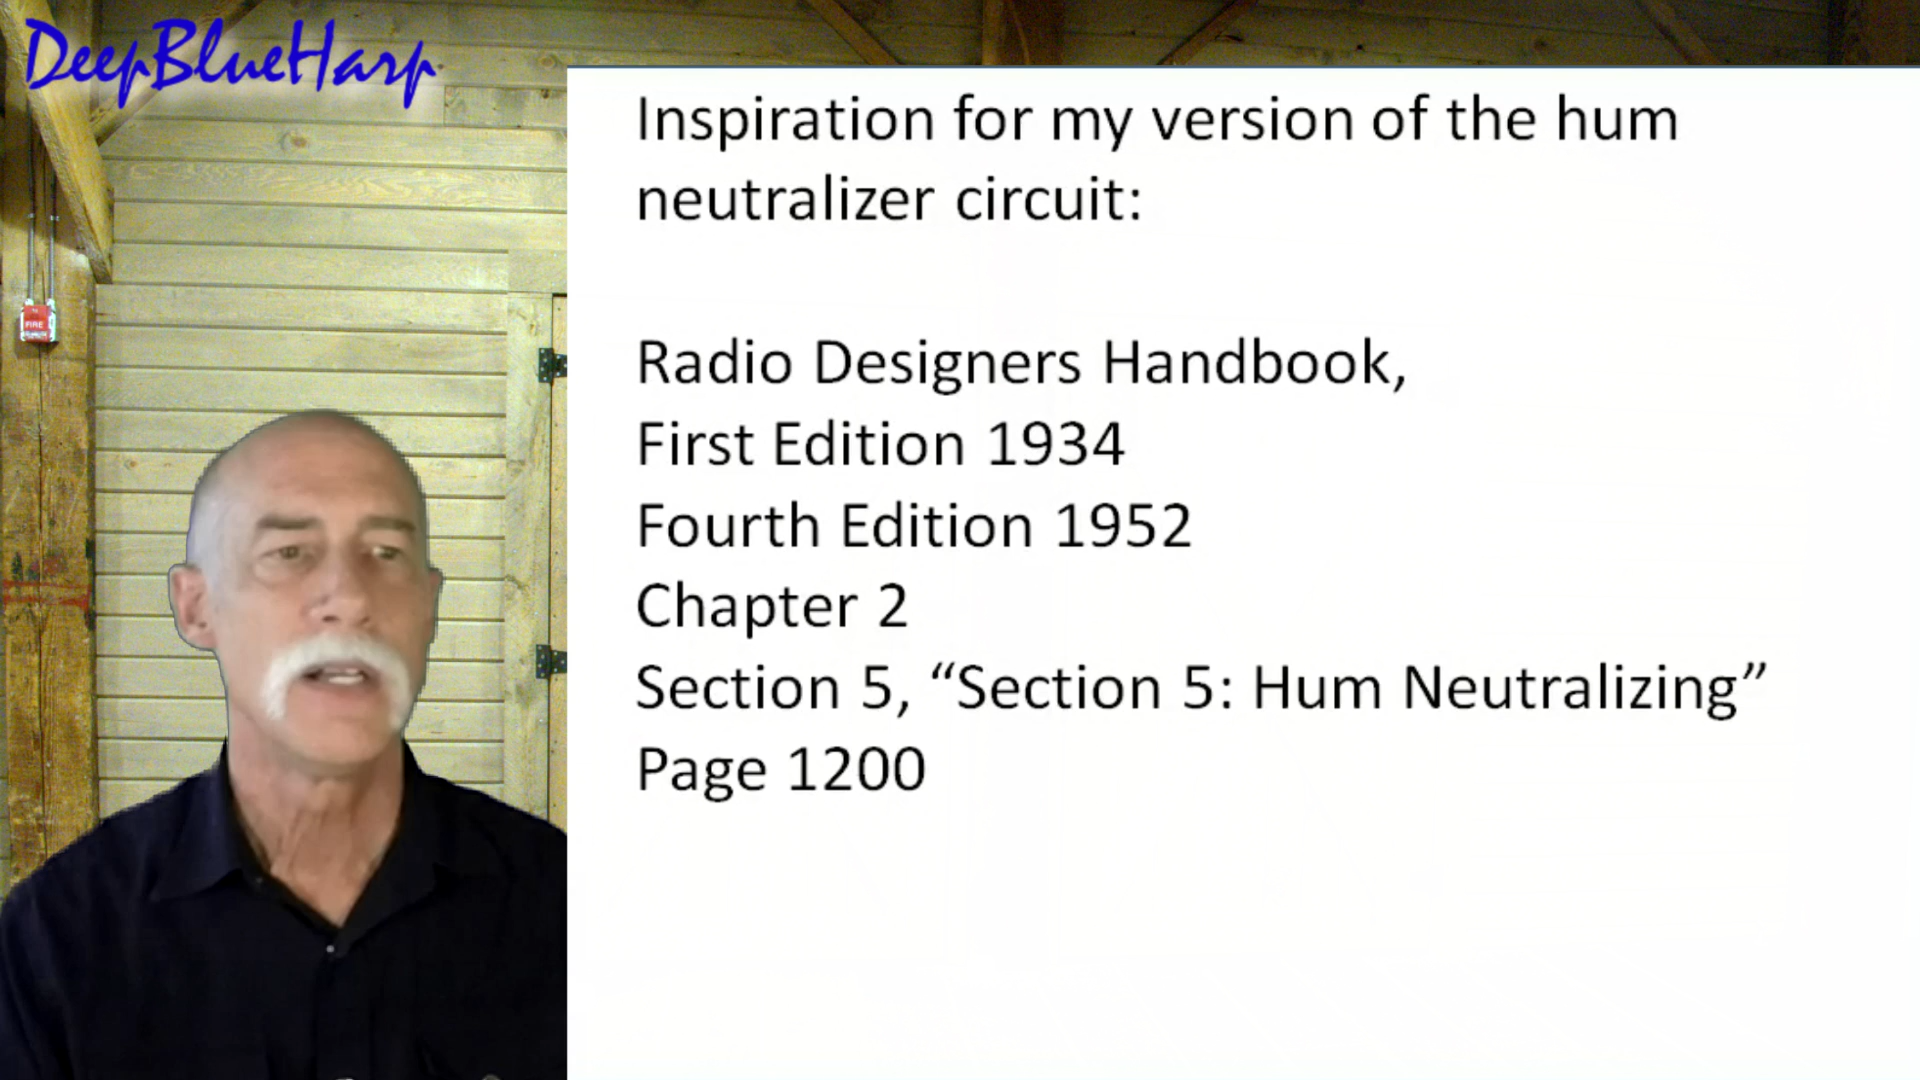 DeepBlueHarp
Inspiration for my version of the hum
neutralizer circuit:
Radio Designers Handbook,
First Edition 1934
Fourth Edition 1952
Chapter 2
Section 5, “Section 5: Hum Neutralizing”
Page 1200
FIRE